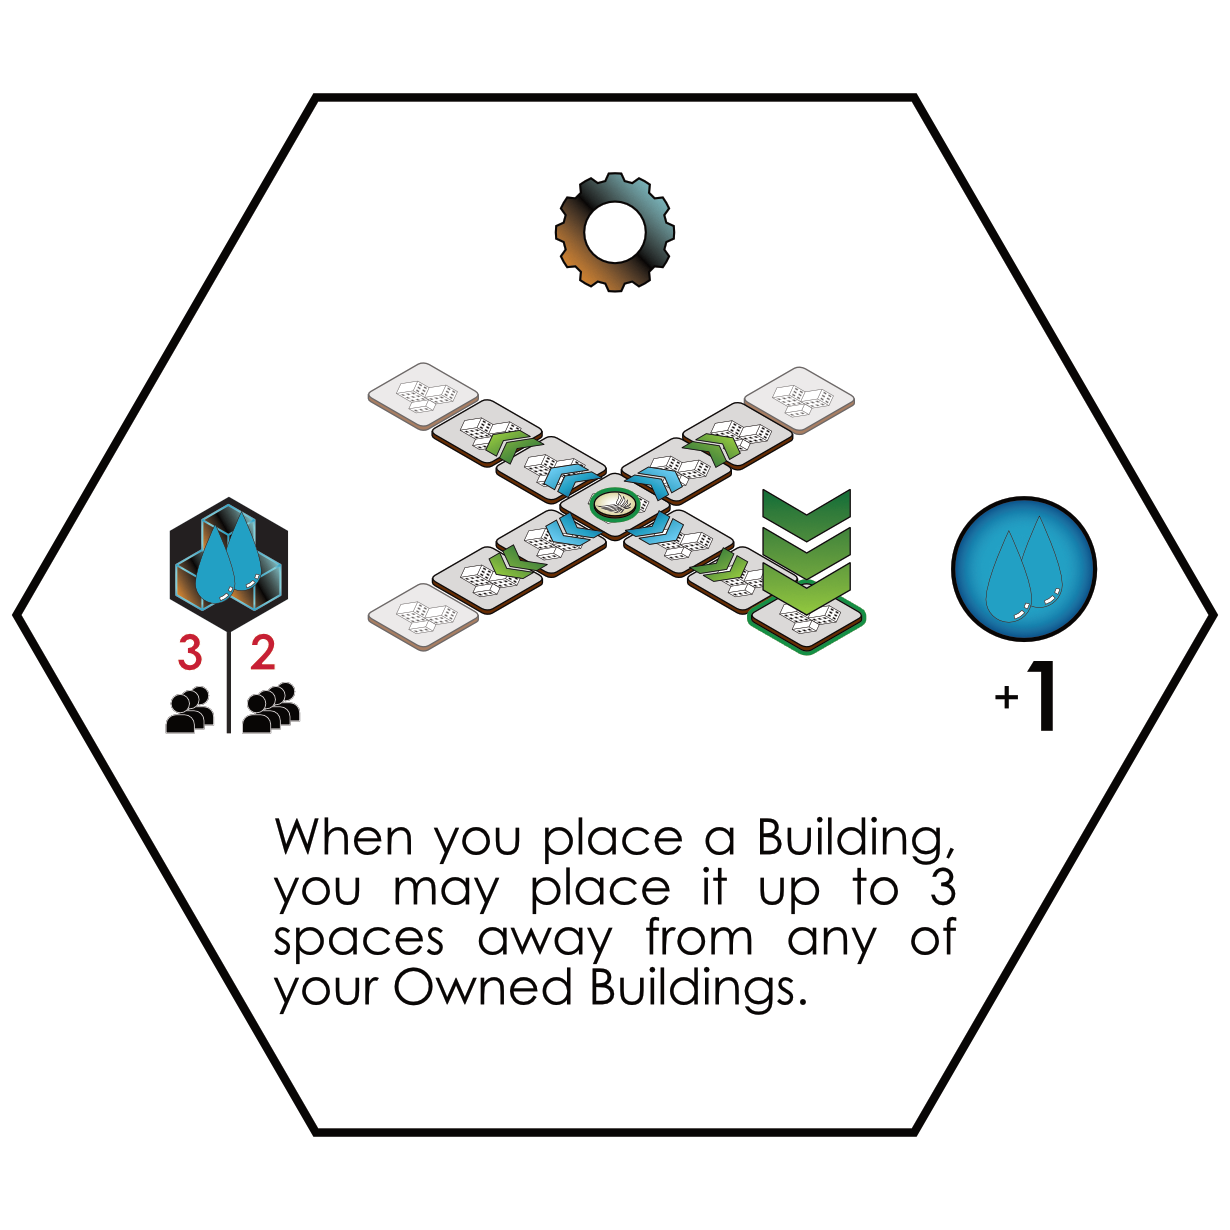 3 2
+1
When you place a Building,
you may place it up to 3
spaces away from any of
your Owned Buildings.